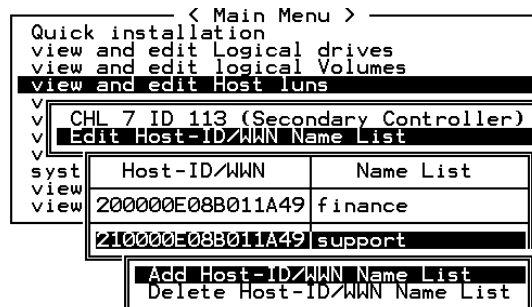 < Main Menu >
Quick installation
view and edit Logical drives
view and edit logical Volumes
view and edit Host luns
v
v CHL 7 ID 113 (Secondary Controller)
v Edit Host-ID/WWN Name List
v
syst Host-ID/WWN Name List
view
view 200000E08B011A49 finance
210000E08B011A49 support
Add Host-ID/WWN Name List
Delete Host-ID/WWN Name List